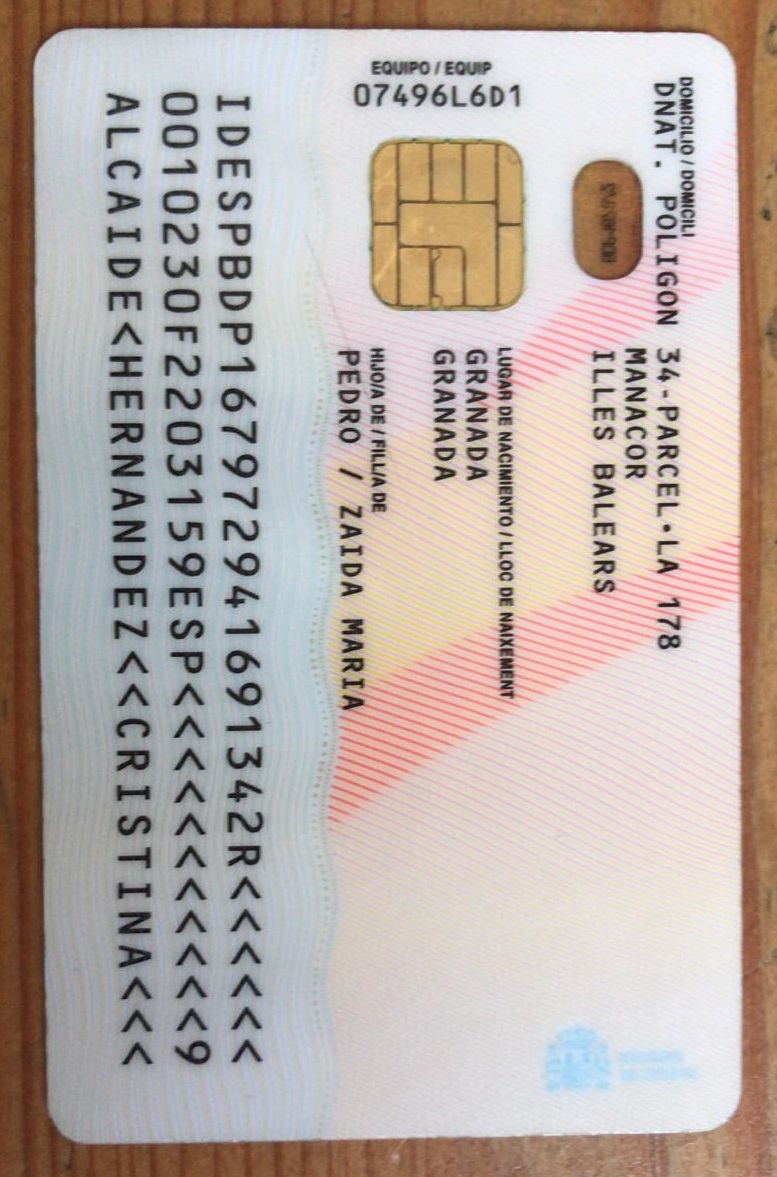 DOMICILIO / DOMICILI
DNAT. POLIGON 34-PARCEL·LA 178
MANACOR
ILLES BALEARS
LUGAR DE NACIMIENTO / LLOC DE NAIXEMENT
GRANADA
GRANADA
HIJO/A DE / FILL/A DE
PEDRO / ZAIDA MARIA
EQUIPO / EQUIP
07496L6D1
IDESPBDP167972941691342R<<<<<<
0010230F2203159ESP<<<<<<<<<<<9
ALCAIDE<HERNANDEZ<<CRISTINA<<<